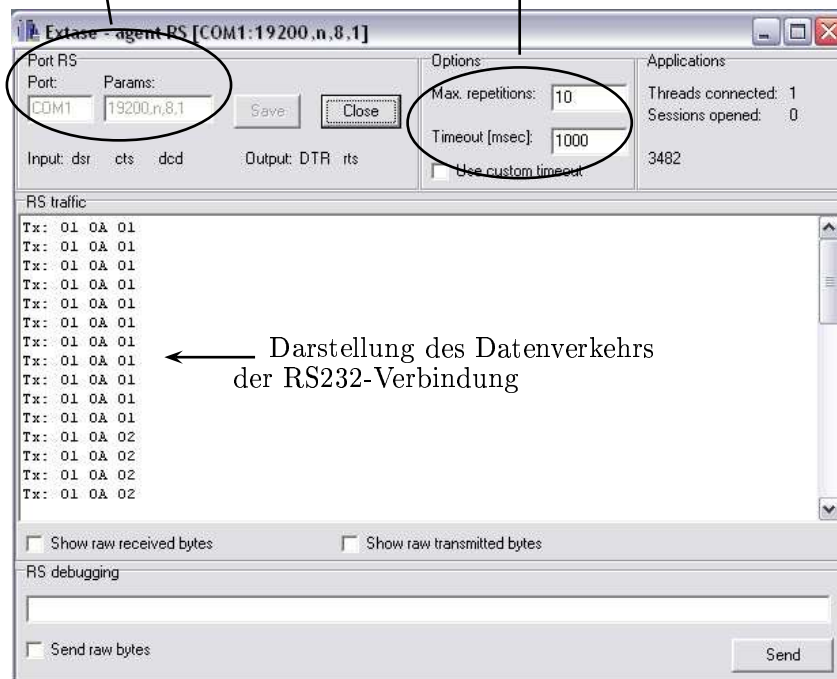 Extase - agent RS [COM1:19200,n,8,1]
Port RS
Port: Params:
COM1 19200,n,8,1 Save Close
Input: dsr cts dcd Output: DTR rts
Options
Max. repetitions: 10
Timeout [msec]: 1000
Use custom timeout
Applications
Threads connected: 1
Sessions opened: 0
3482
RS traffic
Tx: 01 0A 01
Tx: 01 0A 01
Tx: 01 0A 01
Tx: 01 0A 01
Tx: 01 0A 01
Tx: 01 0A 01
Tx: 01 0A 01
Tx: 01 0A 01
Tx: 01 0A 01
Tx: 01 0A 01
Tx: 01 0A 01
Tx: 01 0A 02
Tx: 01 0A 02
Tx: 01 0A 02
Tx: 01 0A 02
Darstellung des Datenverkehrs
der RS232-Verbindung
Show raw received bytes Show raw transmitted bytes
RS debugging
Send raw bytes Send